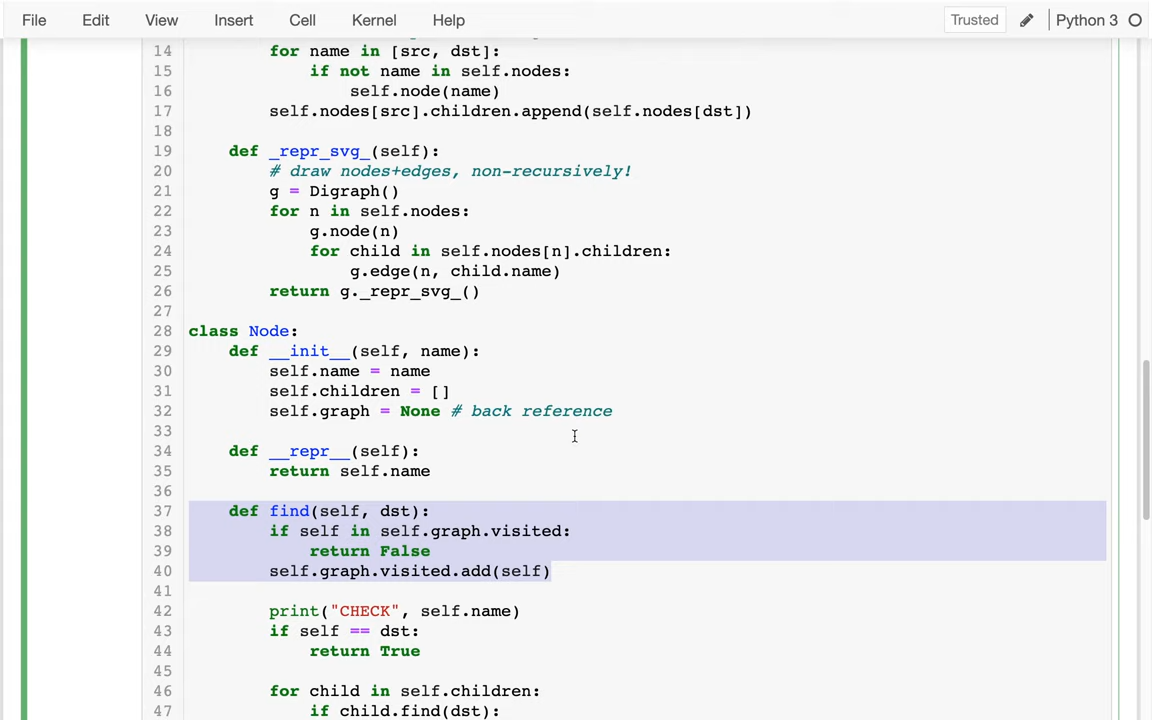 File Edit View Insert Cell Kernel Help Trusted Python 3
14 for name in [src, dst]:
15 if not name in self.nodes:
16 self.node(name)
17 self.nodes[src].children.append(self.nodes[dst])
18
19 def _repr_svg_(self):
20 # draw nodes+edges, non-recursively!
21 g = Digraph()
22 for n in self.nodes:
23 g.node(n)
24 for child in self.nodes[n].children:
25 g.edge(n, child.name)
26 return g._repr_svg_()
27
28 class Node:
29 def __init__(self, name):
30 self.name = name
31 self.children = []
32 self.graph = None # back reference
33
34 def __repr__(self):
35 return self.name
36
37 def find(self, dst):
38 if self in self.graph.visited:
39 return False
40 self.graph.visited.add(self)
41
42 print("CHECK", self.name)
43 if self == dst:
44 return True
45
46 for child in self.children:
47 if child.find(dst):